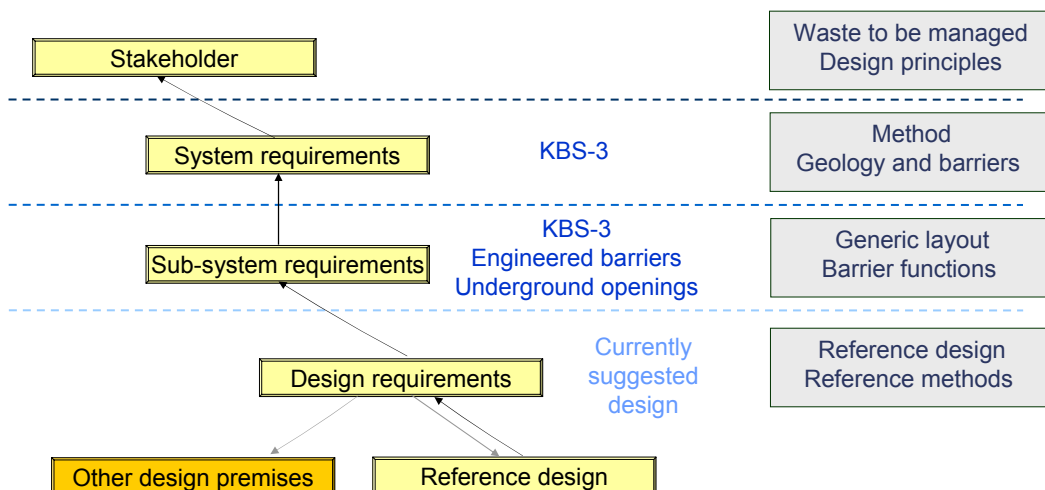 Stakeholder
Waste to be managed
Design principles
System requirements
KBS-3
Method
Geology and barriers
Sub-system requirements
KBS-3
Engineered barriers
Underground openings
Generic layout
Barrier functions
Design requirements
Currently
suggested
design
Reference design
Reference methods
Other design premises
Reference design